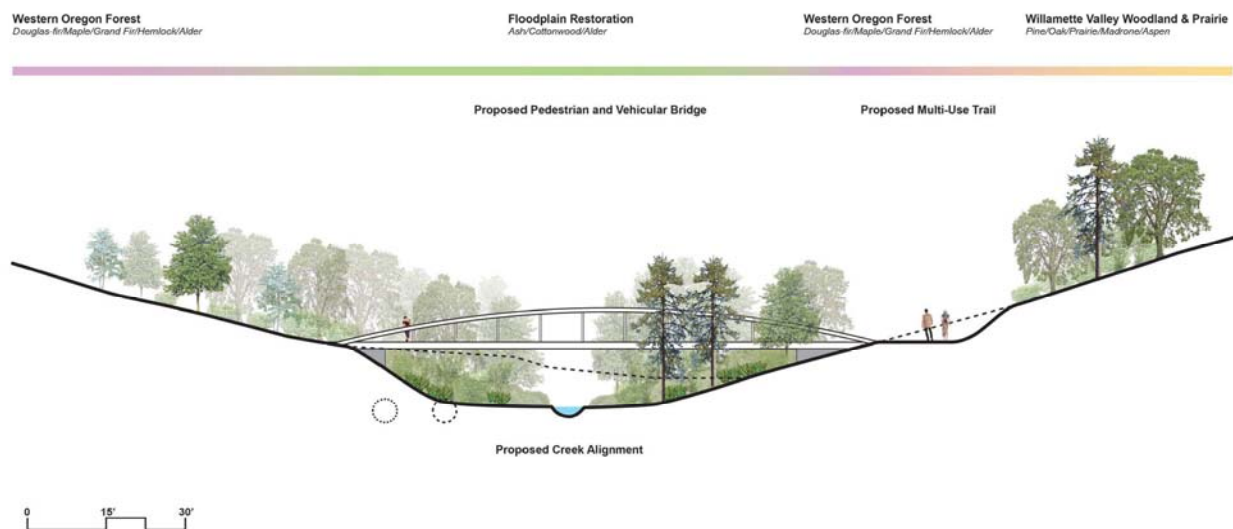 Western Oregon Forest
Douglas-fir/Maple/Grand Fir/Hemlock/Alder
Floodplain Restoration
Ash/Cottonwood/Alder
Western Oregon Forest
Douglas-fir/Maple/Grand Fir/Hemlock/Alder
Willamette Valley Woodland & Prairie
Pine/Oak/Prairie/Madrone/Aspen
Proposed Pedestrian and Vehicular Bridge
Proposed Multi-Use Trail
Proposed Creek Alignment
0 15' 30'